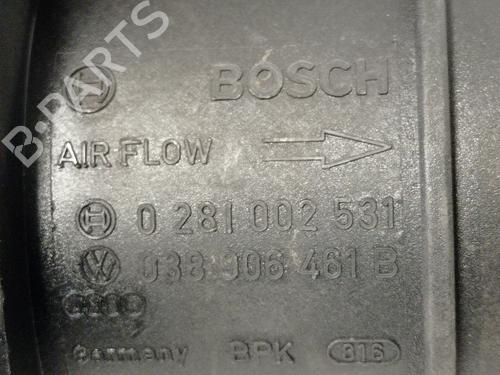 B-PARTS
BOSCH
AIR FLOW
0 281 002 531
038 906 461 B
Germany BPK 816